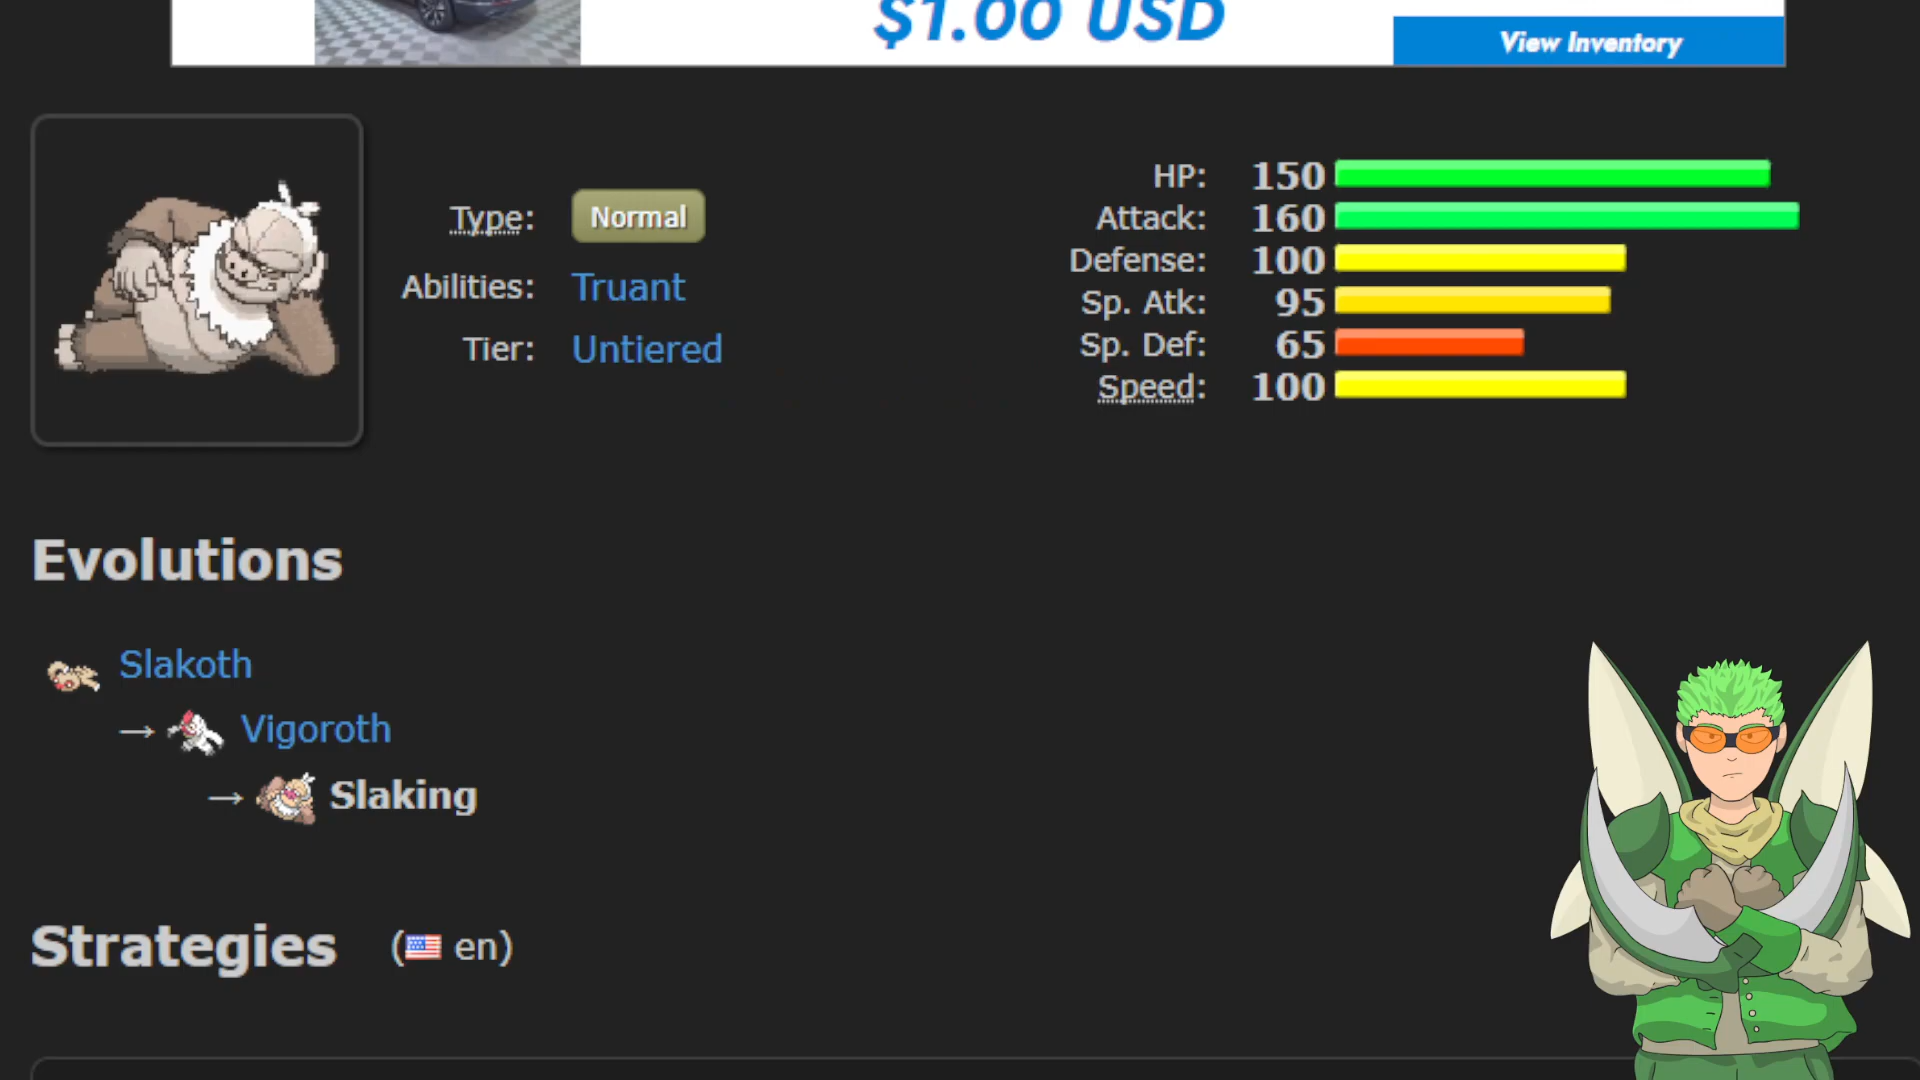 $1.00 USD
View Inventory
Type: Normal
Abilities: Truant
Tier: Untiered
HP: 150
Attack: 160
Defense: 100
Sp. Atk: 95
Sp. Def: 65
Speed: 100
Evolutions
Slakoth
→ Vigoroth
→ Slaking
Strategies (en)